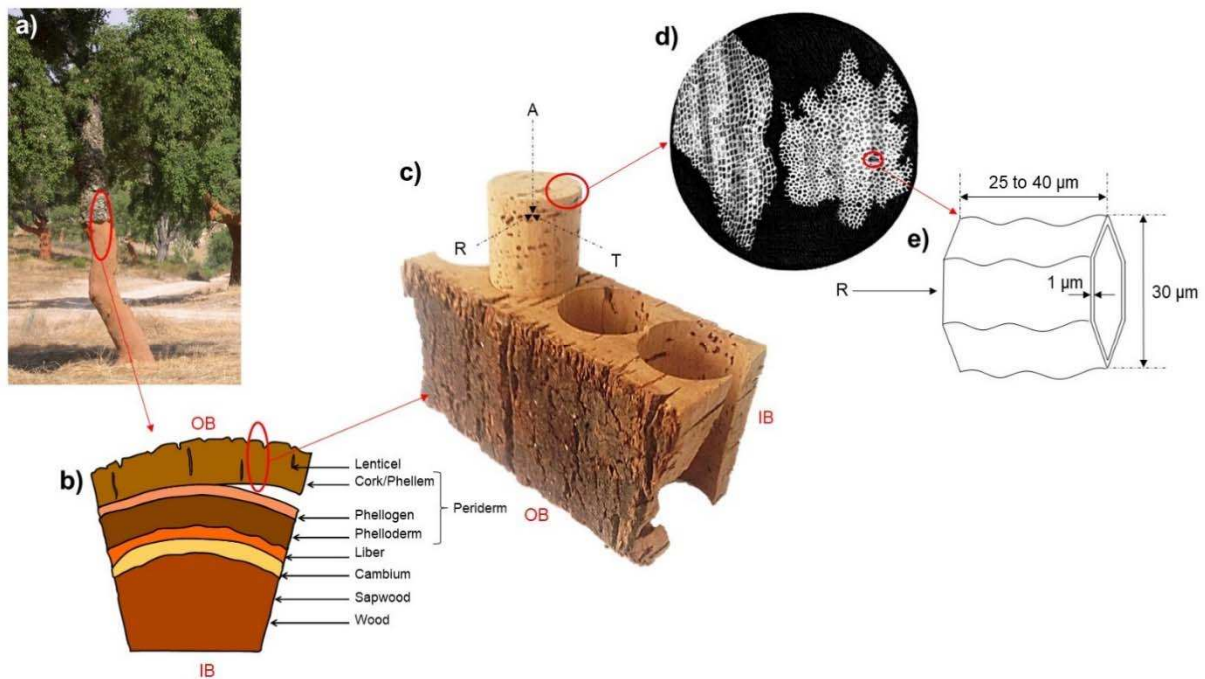 a)
b)
OB
Lenticel
Cork/Phellem
Periderm
Phellogen
Phelloderm
Liber
Cambium
Sapwood
Wood
IB
c)
A
R
T
IB
OB
d)
e)
25 to 40 µm
R
1 µm
30 µm